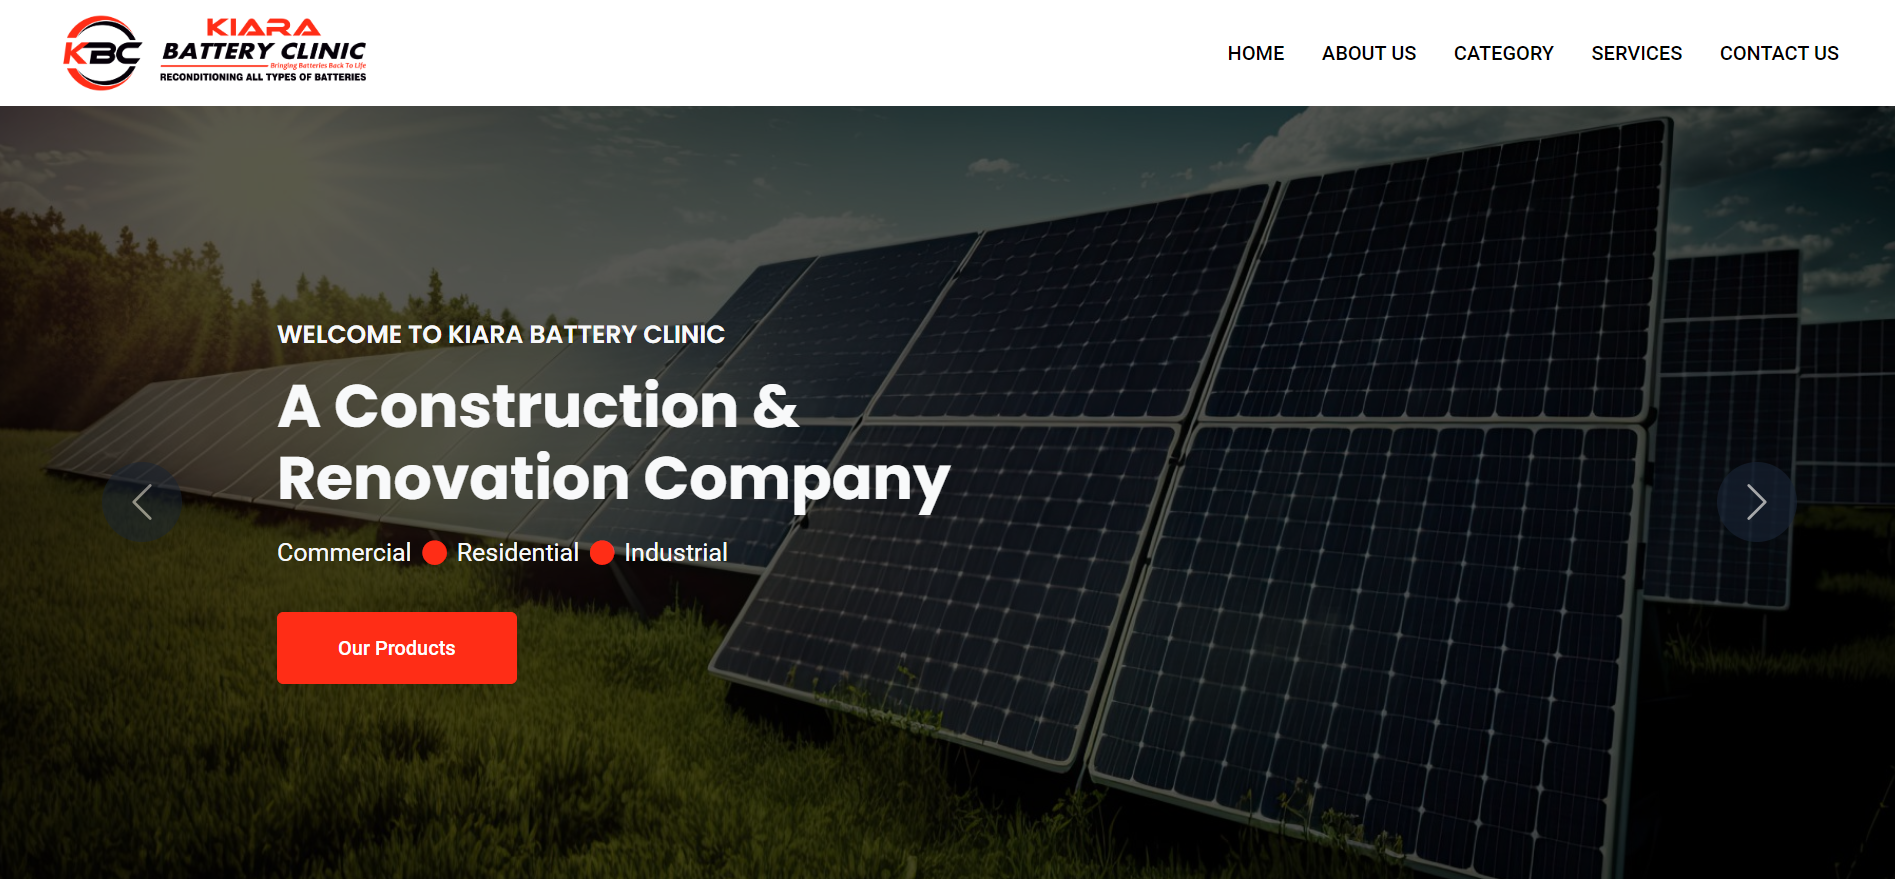 KBC
KIARA
BATTERY CLINIC
Bringing Batteries Back To Life
RECONDITIONING ALL TYPES OF BATTERIES
HOME ABOUT US CATEGORY SERVICES CONTACT US
WELCOME TO KIARA BATTERY CLINIC
A Construction &
Renovation Company
Commercial Residential Industrial
Our Products